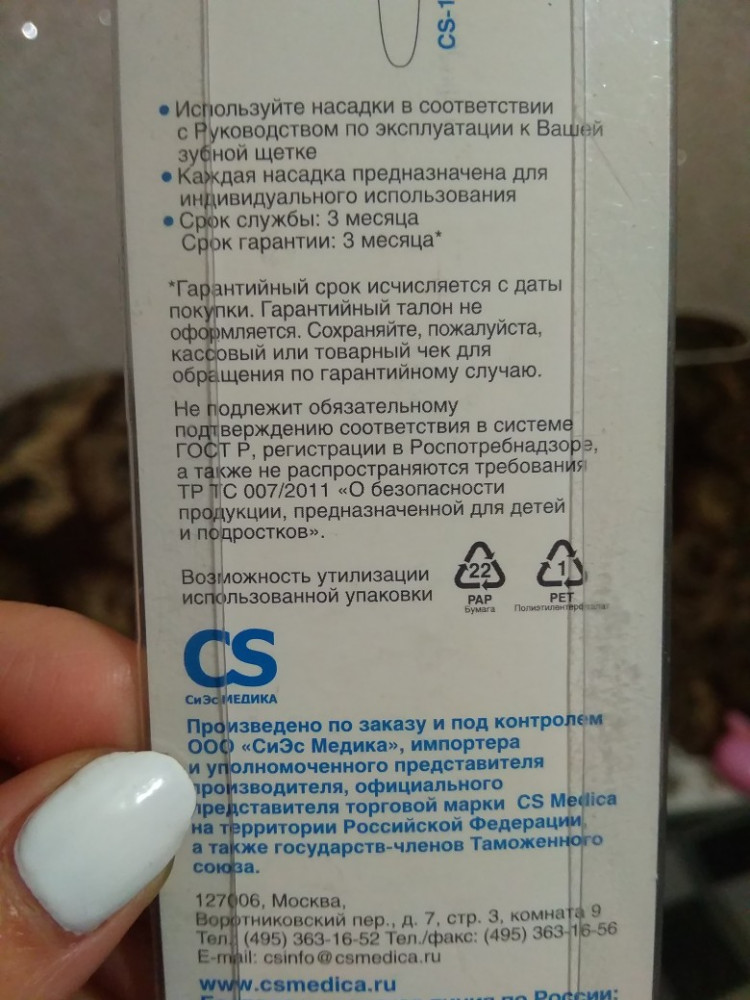 CS-1
• Используйте насадки в соответствии
с Руководством по эксплуатации к Вашей
зубной щетке
• Каждая насадка предназначена для
индивидуального использования
• Срок службы: 3 месяца
Срок гарантии: 3 месяца*
*Гарантийный срок исчисляется с даты
покупки. Гарантийный талон не
оформляется. Сохраняйте, пожалуйста,
кассовый или товарный чек для
обращения по гарантийному случаю.
Не подлежит обязательному
подтверждению соответствия в системе
ГОСТ Р, регистрации в Роспотребнадзоре,
а также не распространяются требования
ТР ТС 007/2011 «О безопасности
продукции, предназначенной для детей
и подростков».
Возможность утилизации
использованной упаковки
22
PAP
Бумага
1
PET
Полиэтилентерефталат
CS
СиЭс МЕДИКА
Произведено по заказу и под контролем
ООО «СиЭс Медика», импортера
и уполномоченного представителя
производителя, официального
представителя торговой марки CS Medica
на территории Российской Федерации,
а также государств-членов Таможенного
союза.
127006, Москва,
Воротниковский пер., д. 7, стр. 3, комната 9
Тел. (495) 363-16-52 Тел./факс: (495) 363-16-56
E-mail: csinfo@csmedica.ru
www.csmedica.ru
по России: